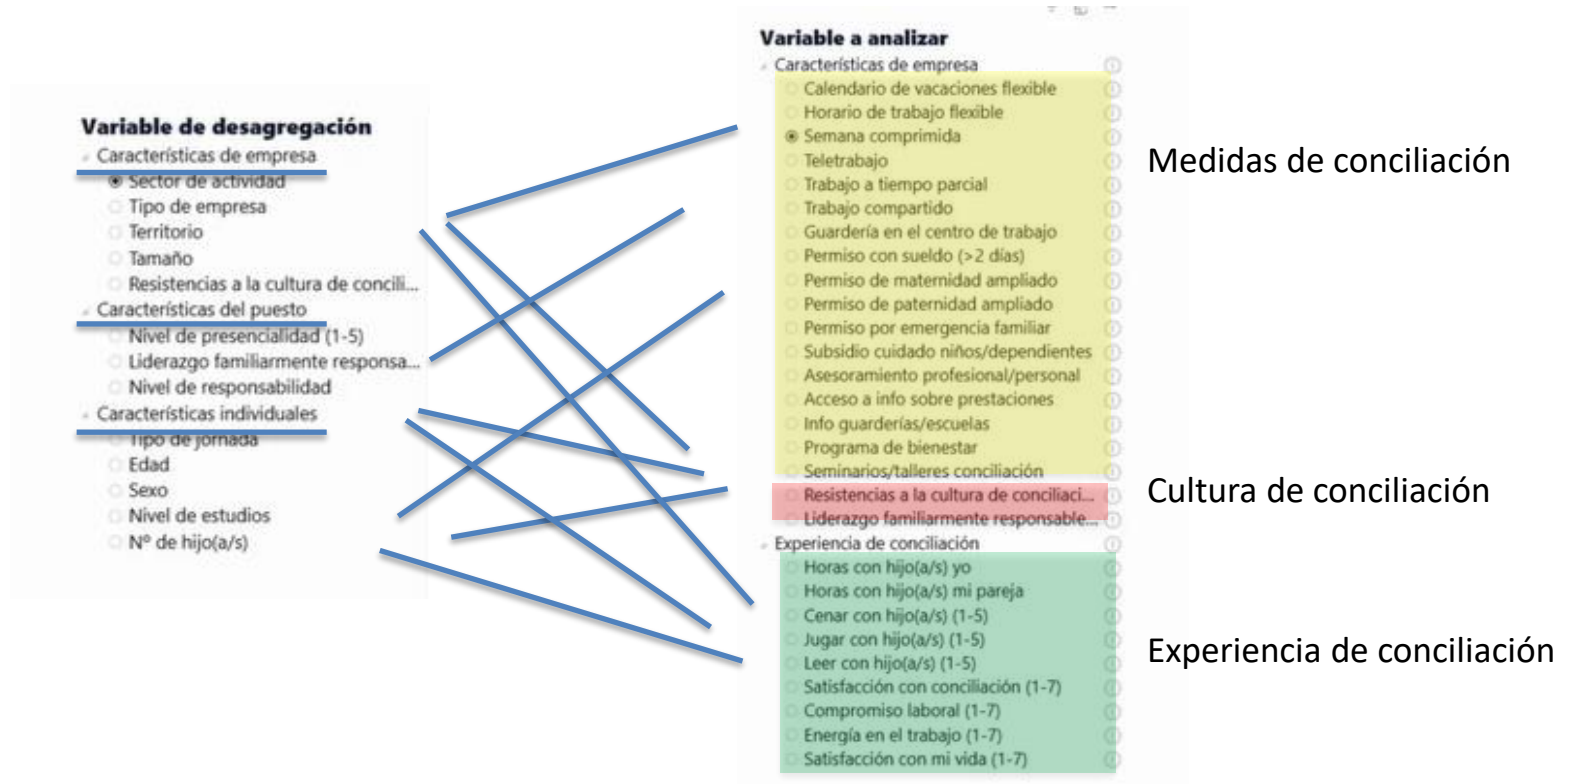 Variable de desagregación
Características de empresa
Sector de actividad
Tipo de empresa
Territorio
Tamaño
Resistencias a la cultura de concili...
Características del puesto
Nivel de presencialidad (1-5)
Liderazgo familiarmente responsa...
Nivel de responsabilidad
Características individuales
Tipo de jornada
Edad
Sexo
Nivel de estudios
Nº de hijo(a/s)
Variable a analizar
Características de empresa
Calendario de vacaciones flexible
Horario de trabajo flexible
Semana comprimida
Teletrabajo
Trabajo a tiempo parcial
Trabajo compartido
Guardería en el centro de trabajo
Permiso con sueldo (>2 días)
Permiso de maternidad ampliado
Permiso de paternidad ampliado
Permiso por emergencia familiar
Subsidio cuidado niños/dependientes
Asesoramiento profesional/personal
Acceso a info sobre prestaciones
Info guarderías/escuelas
Programa de bienestar
Seminarios/talleres conciliación
Resistencias a la cultura de conciliaci...
Liderazgo familiarmente responsable...
Experiencia de conciliación
Horas con hijo(a/s) yo
Horas con hijo(a/s) mi pareja
Cenar con hijo(a/s) (1-5)
Jugar con hijo(a/s) (1-5)
Leer con hijo(a/s) (1-5)
Satisfacción con conciliación (1-7)
Compromiso laboral (1-7)
Energía en el trabajo (1-7)
Satisfacción con mi vida (1-7)
Medidas de conciliación
Cultura de conciliación
Experiencia de conciliación